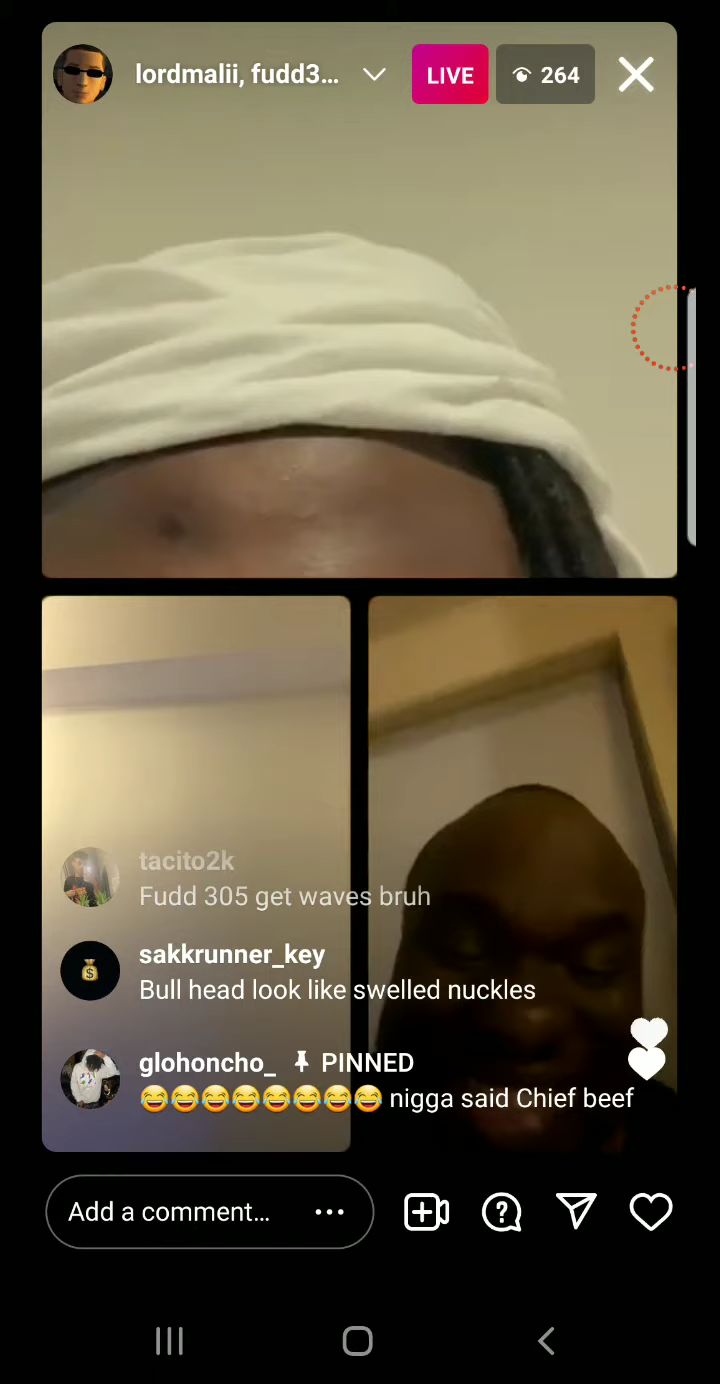 lordmalii, fudd3...
LIVE
264
tacito2k
Fudd 305 get waves bruh
sakkrunner_key
Bull head look like swelled nuckles
glohoncho_ PINNED
😂😂😂😂😂😂😂😂 nigga said Chief beef
Add a comment...